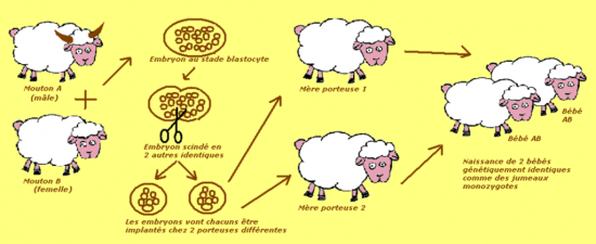 Mouton A
(mâle)
Mouton B
(femelle)
Embryon au stade blastocyte
Embryon scindé en
2 autres identiques
Les embryons vont chacuns être
implantés chez 2 porteuses différentes
Mère porteuse 1
Mère porteuse 2
Bébé
AB
Bébé AB
Naissance de 2 bébés
génétiquement identiques
comme des jumeaux
monozygotes